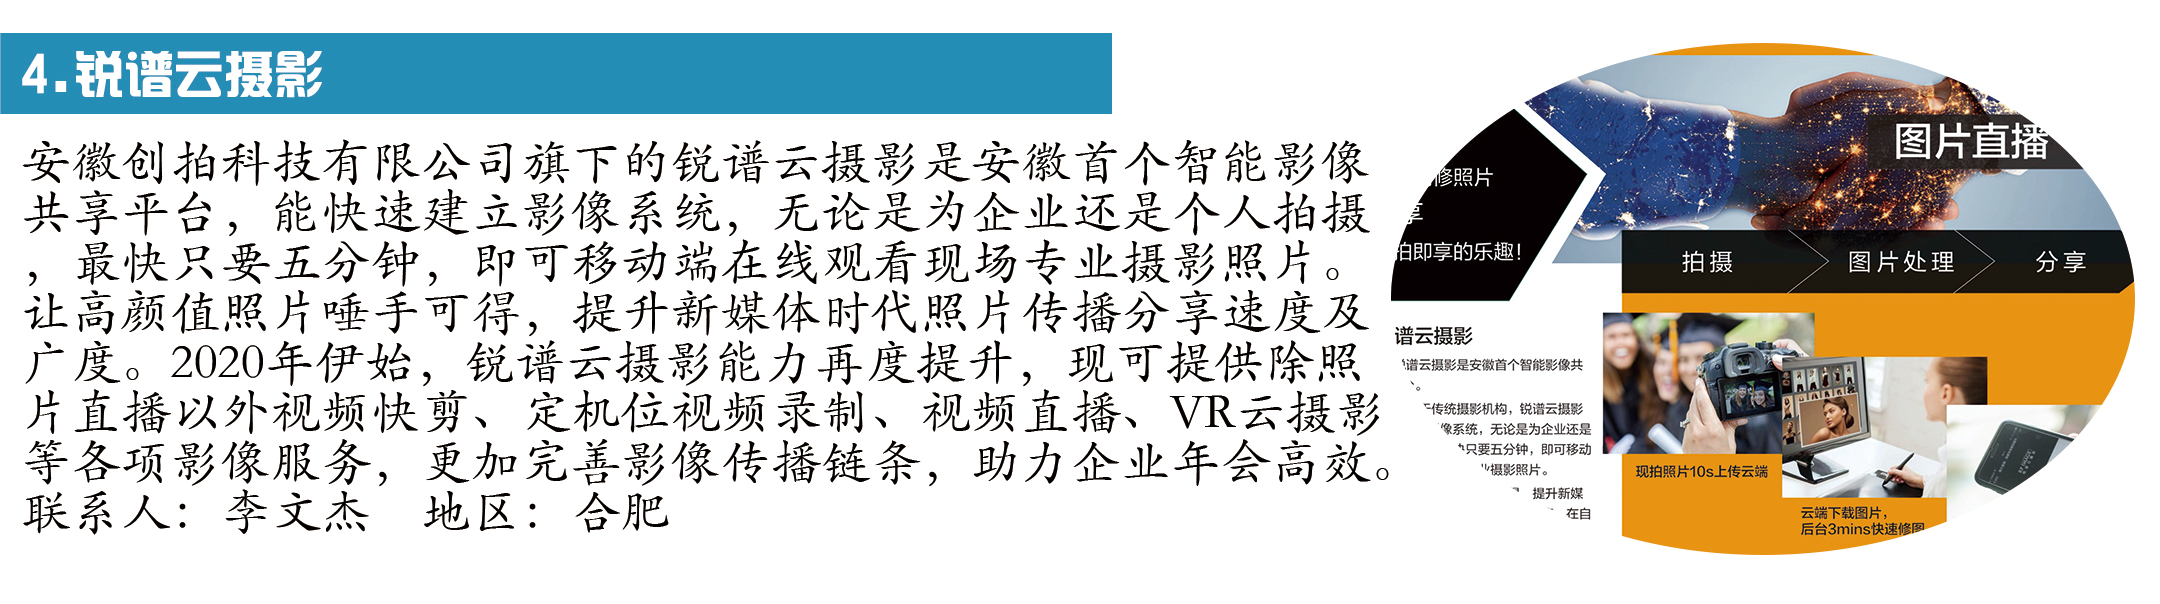 4.锐谱云摄影
安徽创拍科技有限公司旗下的锐谱云摄影是安徽首个智能影像
共享平台，能快速建立影像系统，无论是为企业还是个人拍摄
，最快只要五分钟，即可移动端在线观看现场专业摄影照片。
让高颜值照片唾手可得，提升新媒体时代照片传播分享速度及
广度。2020年伊始，锐谱云摄影能力再度提升，现可提供除照
片直播以外视频快剪、定机位视频录制、视频直播、VR云摄影
等各项影像服务，更加完善影像传播链条，助力企业年会高效。
联系人：李文杰　地区：合肥
图片直播
修照片
享
拍即享的乐趣！
拍摄
图片处理
分享
谱云摄影
谱云摄影是安徽首个智能影像共
。
于传统摄影机构，锐谱云摄影
像系统，无论是为企业还是
快只要五分钟，即可移动
业摄影照片。
提升新媒
在自
现拍照片10s上传云端
云端下载图片，
后台3mins快速修图